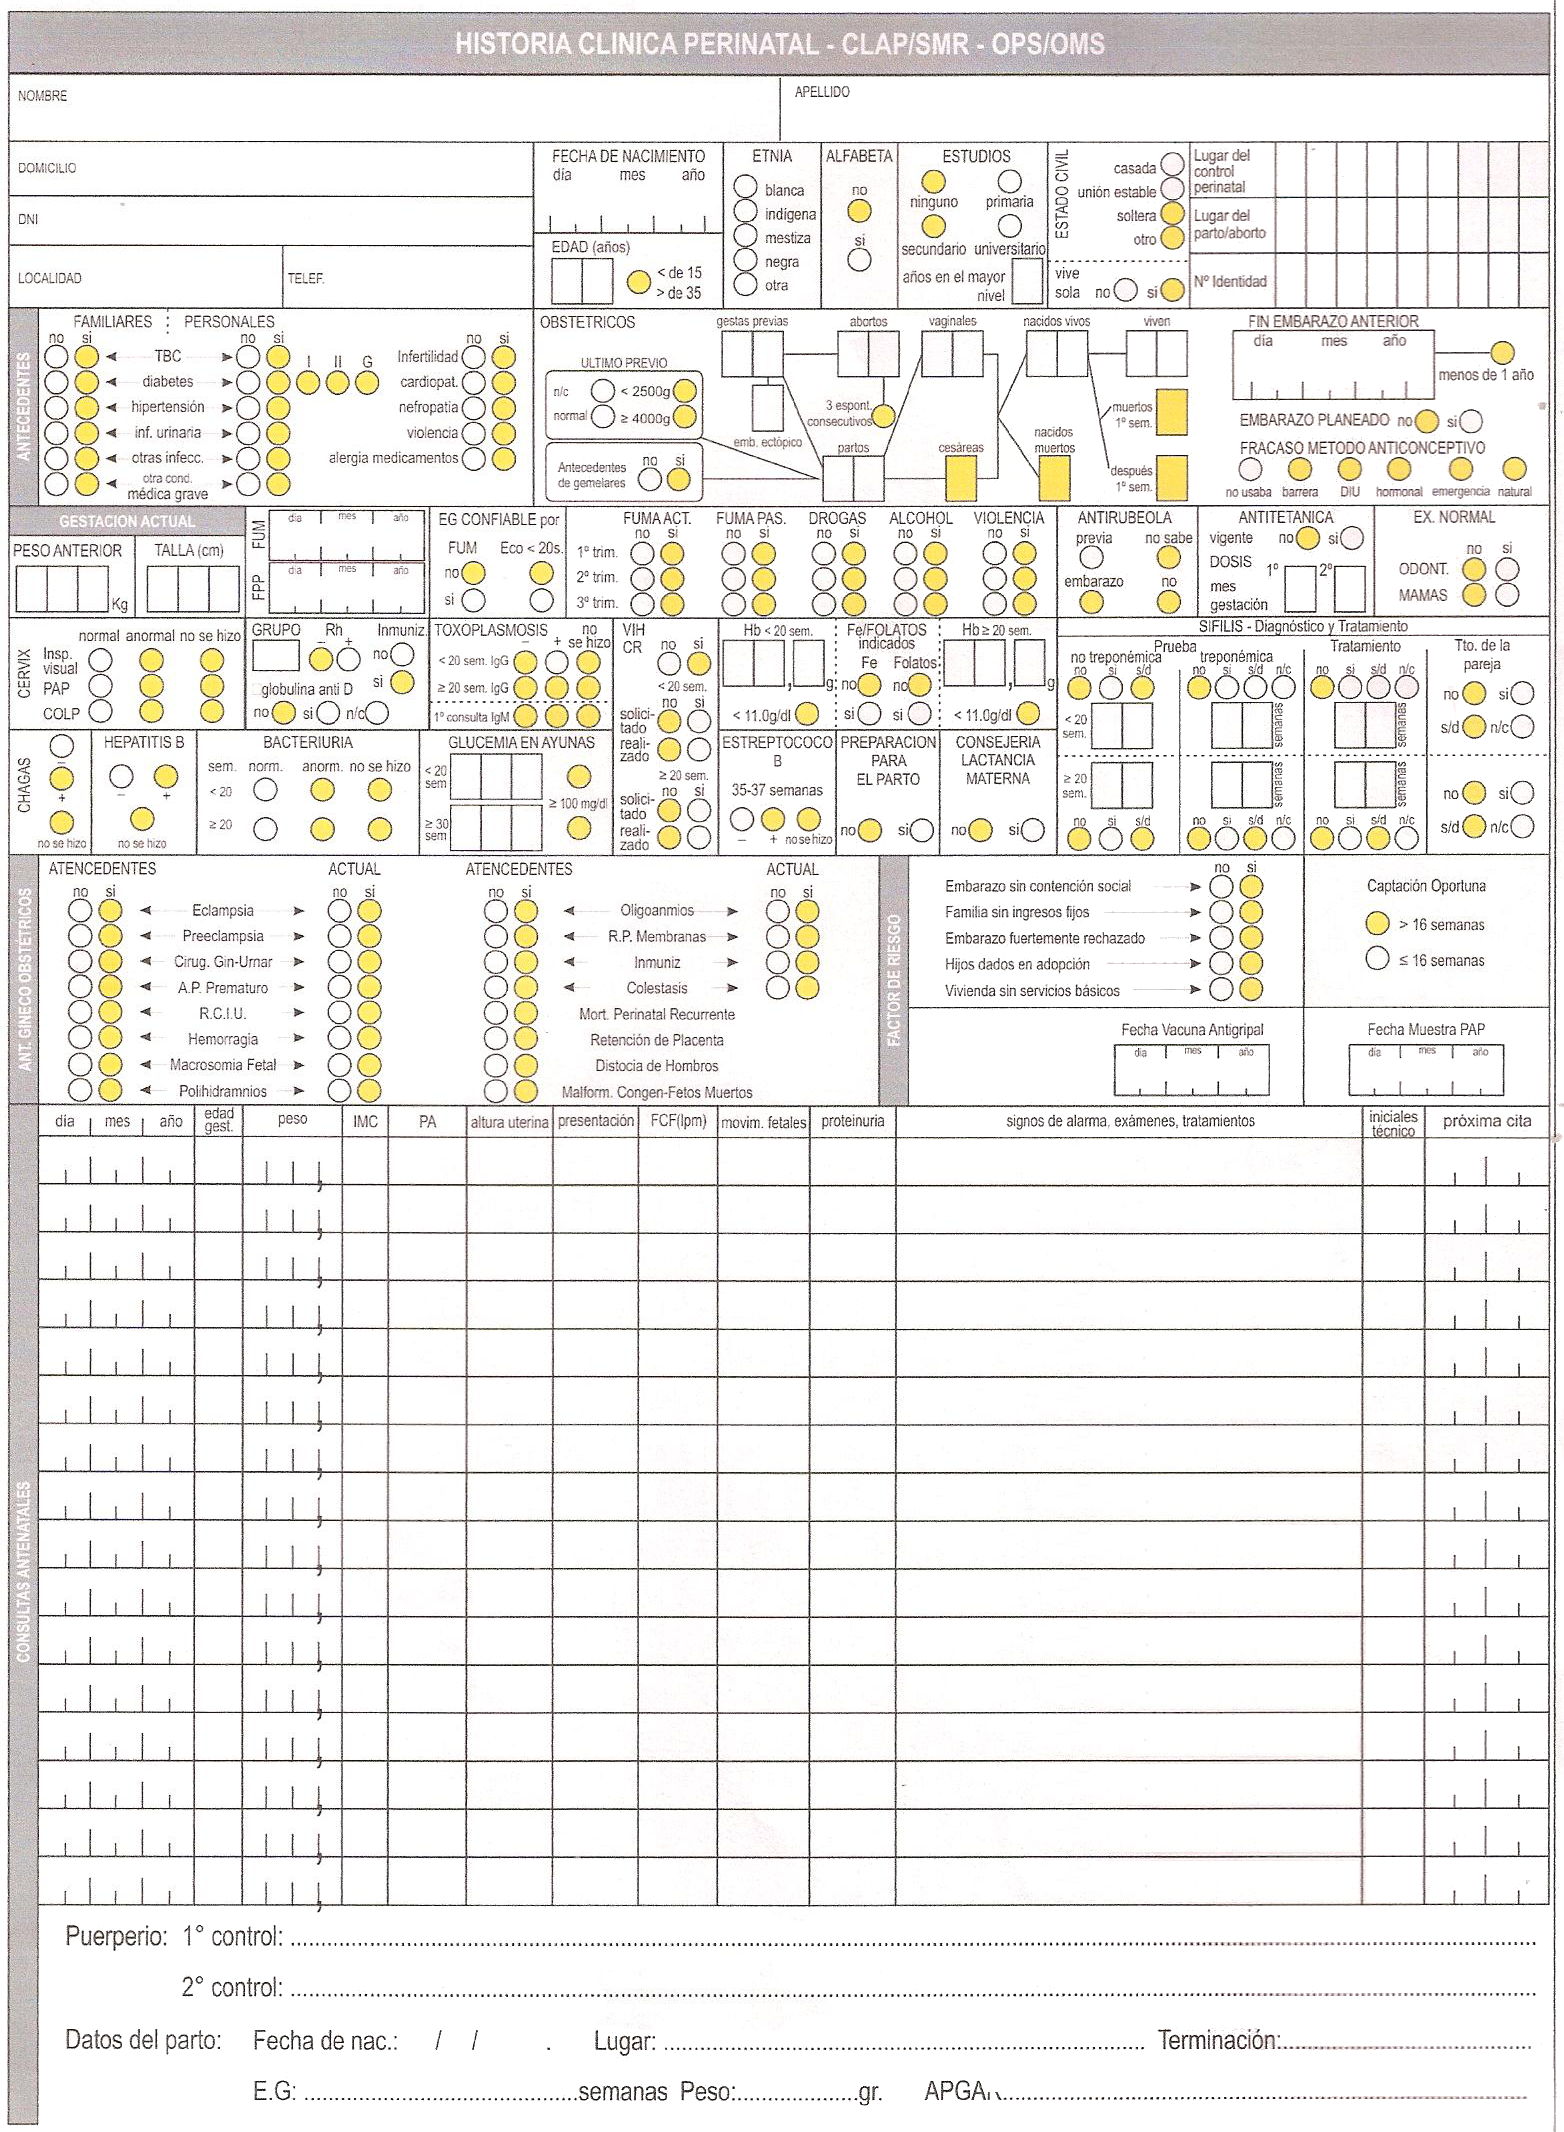 HISTORIA CLINICA PERINATAL - CLAP/SMR - OPS/OMS
NOMBRE
APELLIDO
DOMICILIO
DNI
LOCALIDAD
TELEF.
FECHA DE NACIMIENTO
día mes año
EDAD (años)
< de 15
> de 35
ETNIA
blanca
indígena
mestiza
negra
otra
ALFABETA
no
si
ESTUDIOS
ninguno primaria
secundario universitario
años en el mayor
nivel
ESTADO CIVIL
casada
unión estable
soltera
otro
vive
sola no si
Lugar del
control
perinatal
Lugar del
parto/aborto
Nº Identidad
ANTECEDENTES
FAMILIARES PERSONALES
no si no si no si
TBC
diabetes
hipertensión
inf. urinaria
otras infecc.
otra cond.
médica grave
I II G
Infertilidad
cardiopat.
nefropatia
violencia
alergia medicamentos
OBSTETRICOS
ULTIMO PREVIO
n/c < 2500g
normal ≥ 4000g
Antecedentes
de gemelares
no si
gestas previas
abortos
vaginales
nacidos vivos
viven
emb. ectópico
3 espont.
consecutivos
partos
cesáreas
nacidos
muertos
muertos
1º sem.
después
1º sem.
FIN EMBARAZO ANTERIOR
día mes año
menos de 1 año
EMBARAZO PLANEADO no si
FRACASO METODO ANTICONCEPTIVO
no usaba barrera DIU hormonal emergencia natural
GESTACION ACTUAL
PESO ANTERIOR
Kg
TALLA (cm)
FUM
dia mes año
FPP
dia mes año
EG CONFIABLE por
FUM Eco < 20s.
no
si
FUMA ACT. FUMA PAS. DROGAS ALCOHOL VIOLENCIA
no si no si no si no si no si
1º trim.
2º trim.
3º trim.
ANTIRUBEOLA
previa no sabe
embarazo no
ANTITETANICA
vigente no si
DOSIS 1º 2º
mes
gestación
EX. NORMAL
no si
ODONT.
MAMAS
CERVIX
normal anormal no se hizo
Insp.
visual
PAP
COLP
GRUPO Rh
− +
Inmuniz.
no
si
globulina anti D
no si n/c
TOXOPLASMOSIS
− + no
se hizo
< 20 sem. IgG
≥ 20 sem. IgG
1º consulta IgM
VIH
CR
no si
< 20 sem.
no si
solici-
tado
reali-
zado
≥ 20 sem.
no si
solici-
tado
reali-
zado
Hb < 20 sem.
, g
< 11.0g/dl
Fe/FOLATOS
indicados
Fe Folatos
no no
si si
Hb ≥ 20 sem.
, g
< 11.0g/dl
SIFILIS - Diagnóstico y Tratamiento
Prueba
no treponémica treponémica
Tratamiento
Tto. de la
pareja
no si s/d no si s/d n/c no si s/d n/c
< 20
sem.
semanas
semanas
no si
s/d n/c
≥ 20
sem.
semanas
semanas
no si
s/d n/c
no si s/d no si s/d n/c no si s/d n/c
CHAGAS
−
+
no se hizo
HEPATITIS B
− +
no se hizo
BACTERIURIA
sem. norm. anorm. no se hizo
< 20
≥ 20
GLUCEMIA EN AYUNAS
< 20
sem
≥ 100 mg/dl
≥ 30
sem
ESTREPTOCOCO
B
35-37 semanas
− + no se hizo
PREPARACION
PARA
EL PARTO
no si
CONSEJERIA
LACTANCIA
MATERNA
no si
ANT. GINECO OBSTÉTRICOS
ATENCEDENTES ACTUAL ATENCEDENTES ACTUAL
no si no si no si no si
Eclampsia
Preeclampsia
Cirug. Gin-Urnar
A.P. Prematuro
R.C.I.U.
Hemorragia
Macrosomia Fetal
Polihidramnios
Oligoanmios
R.P. Membranas
Inmuniz
Colestasis
Mort. Perinatal Recurrente
Retención de Placenta
Distocia de Hombros
Malform. Congen-Fetos Muertos
FACTOR DE RIESGO
no si
Embarazo sin contención social
Familia sin ingresos fijos
Embarazo fuertemente rechazado
Hijos dados en adopción
Vivienda sin servicios básicos
Captación Oportuna
> 16 semanas
≤ 16 semanas
Fecha Vacuna Antigripal
dia mes año
Fecha Muestra PAP
dia mes año
CONSULTAS ANTENATALES
día mes año edad
gest. peso IMC PA altura uterina presentación FCF(lpm) movim. fetales proteinuria signos de alarma, exámenes, tratamientos iniciales
técnico próxima cita
Puerperio: 1° control:
2° control:
Datos del parto: Fecha de nac.: / / . Lugar: Terminación:
E.G: semanas Peso: gr. APGA